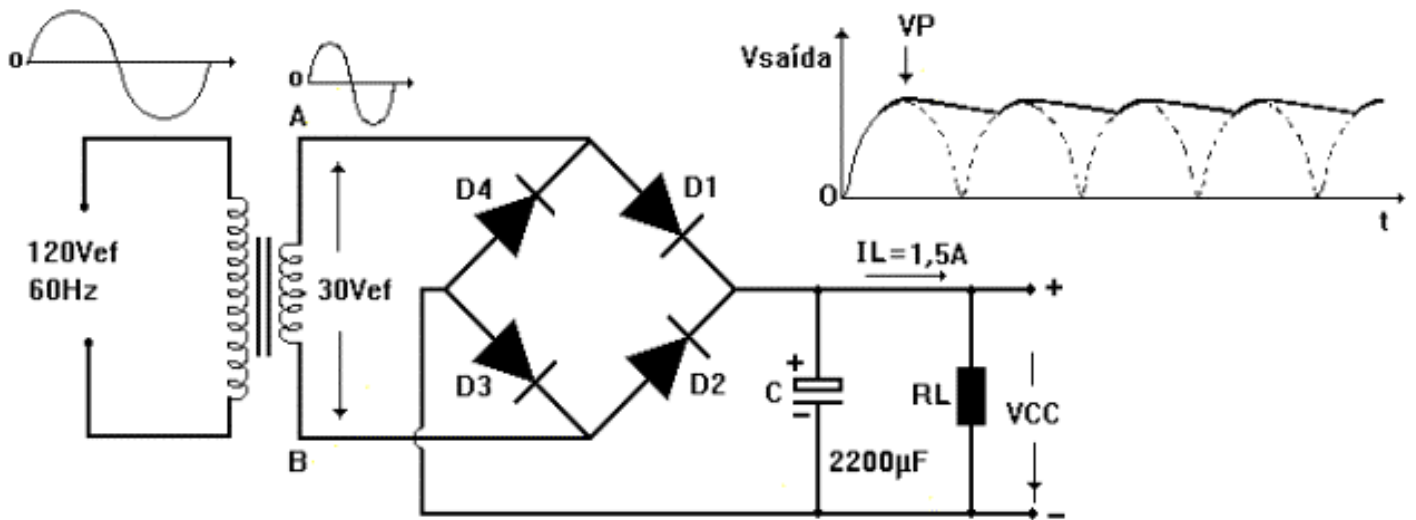 VP
Vsaída
o
o
A
D4
D1
O
t
120Vef
60Hz
30Vef
IL=1,5A
+
D3
D2
+
C
−
RL
VCC
B
2200µF
−